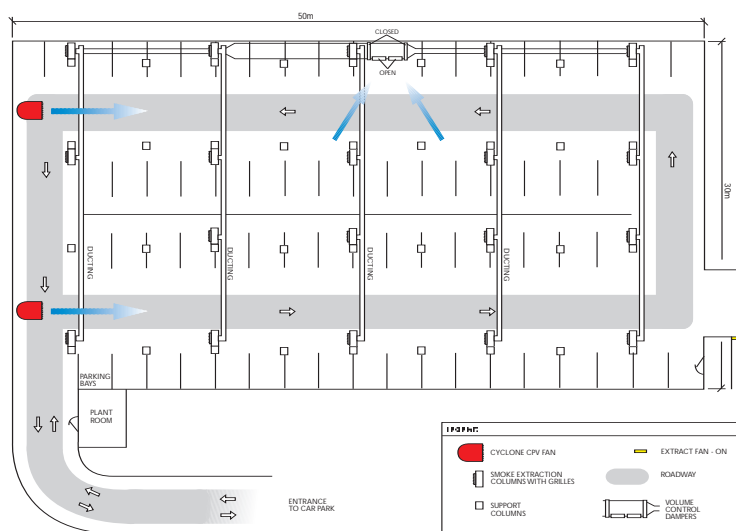 50m
CLOSED
OPEN
30m
DUCTING
DUCTING
DUCTING
DUCTING
PARKING
BAYS
PLANT
ROOM
ENTRANCE
TO CAR PARK
CYCLONE CPV FAN
EXTRACT FAN - ON
SMOKE EXTRACTION
COLUMNS WITH GRILLES
ROADWAY
SUPPORT
COLUMNS
VOLUME
CONTROL
DAMPERS